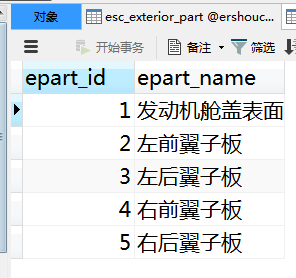 对象 esc_exterior_part @ershouc...
开始事务 备注 筛选
epart_id epart_name
1 发动机舱盖表面
2 左前翼子板
3 左后翼子板
4 右前翼子板
5 右后翼子板